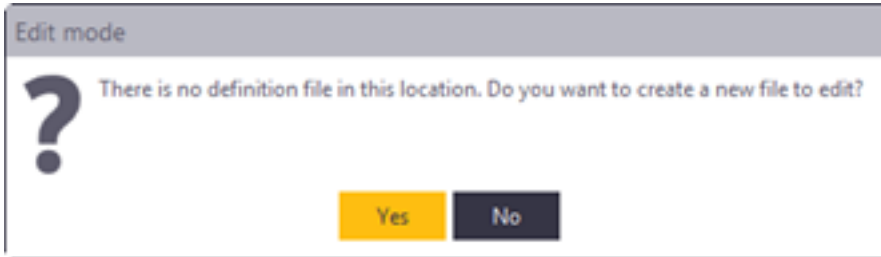 Edit mode
There is no definition file in this location. Do you want to create a new file to edit?
Yes No